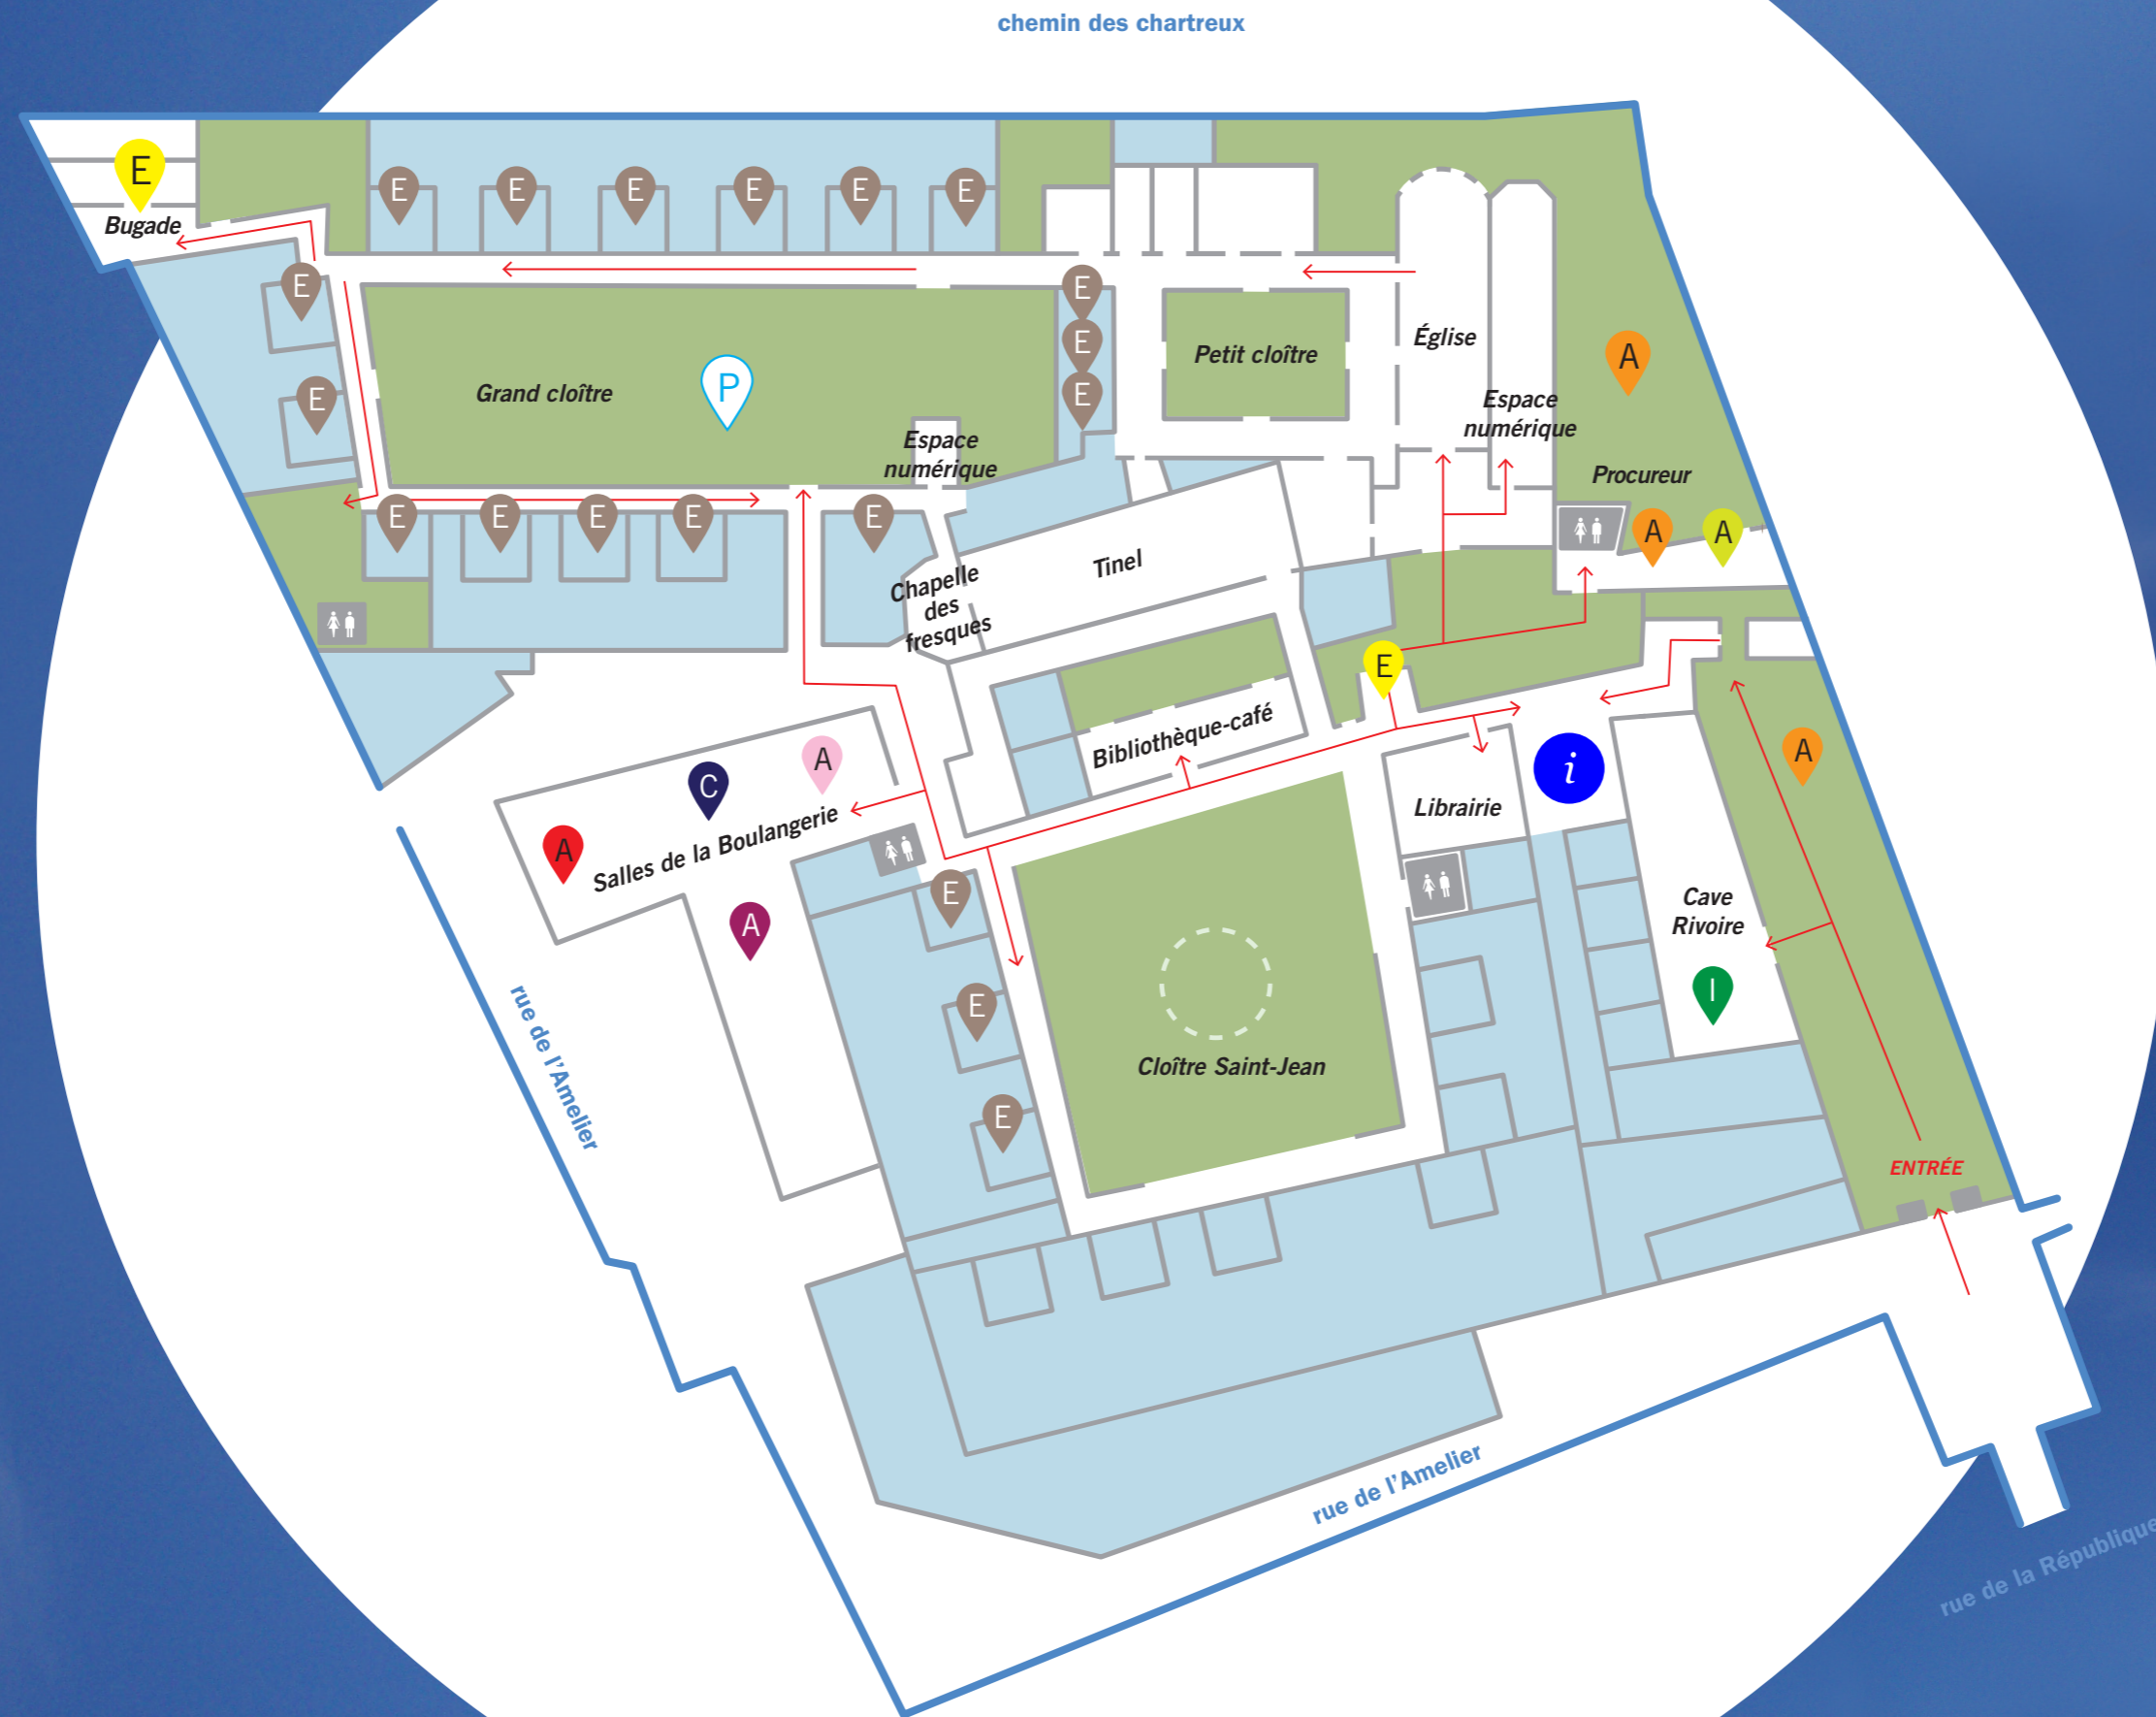 chemin des chartreux
E
Bugade
E
E
E
E
E
E
E
E
E
E
E
Grand cloître
P
Espace
numérique
Petit cloître
Église
Espace
numérique
A
Procureur
A
A
E
E
E
E
E
Chapelle
des
fresques
Tinel
E
Bibliothèque-café
A
C
A
Salles de la Boulangerie
A
Librairie
i
A
Cave
Rivoire
I
E
E
E
Cloître Saint-Jean
ENTRÉE
rue de l'Amelier
rue de l'Amelier
rue de la République